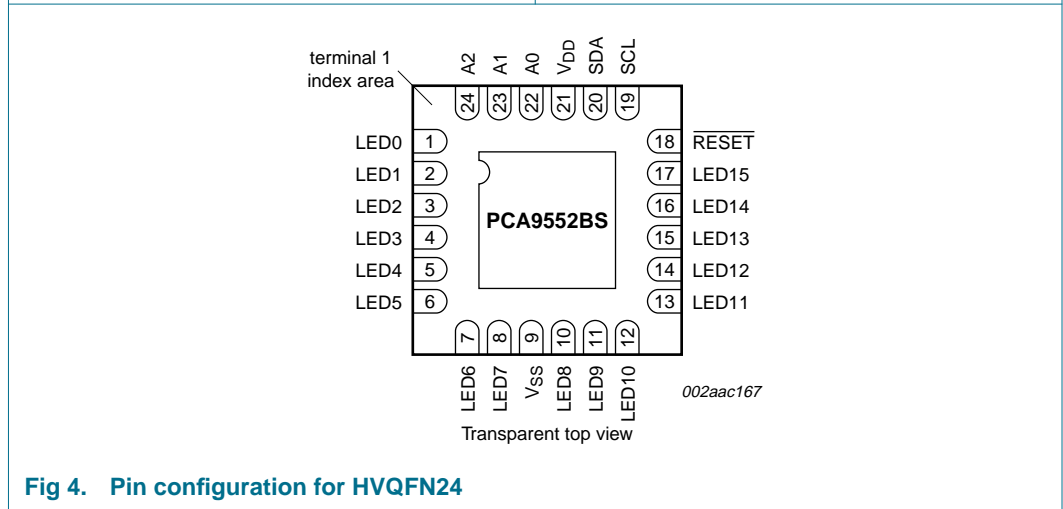 terminal 1
index area
A2
A1
A0
VDD
SDA
SCL
24
23
22
21
20
19
LED0 1
LED1 2
LED2 3
LED3 4
LED4 5
LED5 6
PCA9552BS
18 RESET
17 LED15
16 LED14
15 LED13
14 LED12
13 LED11
7
8
9
10
11
12
LED6
LED7
VSS
LED8
LED9
LED10
002aac167
Transparent top view
Fig 4. Pin configuration for HVQFN24